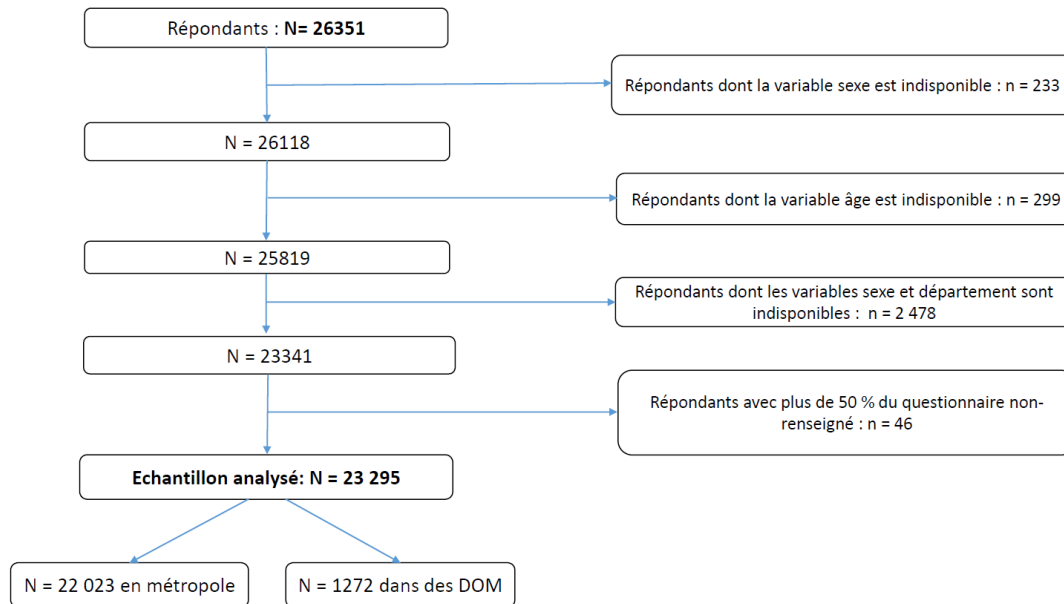 Répondants : N= 26351
Répondants dont la variable sexe est indisponible : n = 233
N = 26118
Répondants dont la variable âge est indisponible : n = 299
N = 25819
Répondants dont les variables sexe et département sont
indisponibles : n = 2 478
N = 23341
Répondants avec plus de 50 % du questionnaire non-
renseigné : n = 46
Echantillon analysé: N = 23 295
N = 22 023 en métropole
N = 1272 dans des DOM